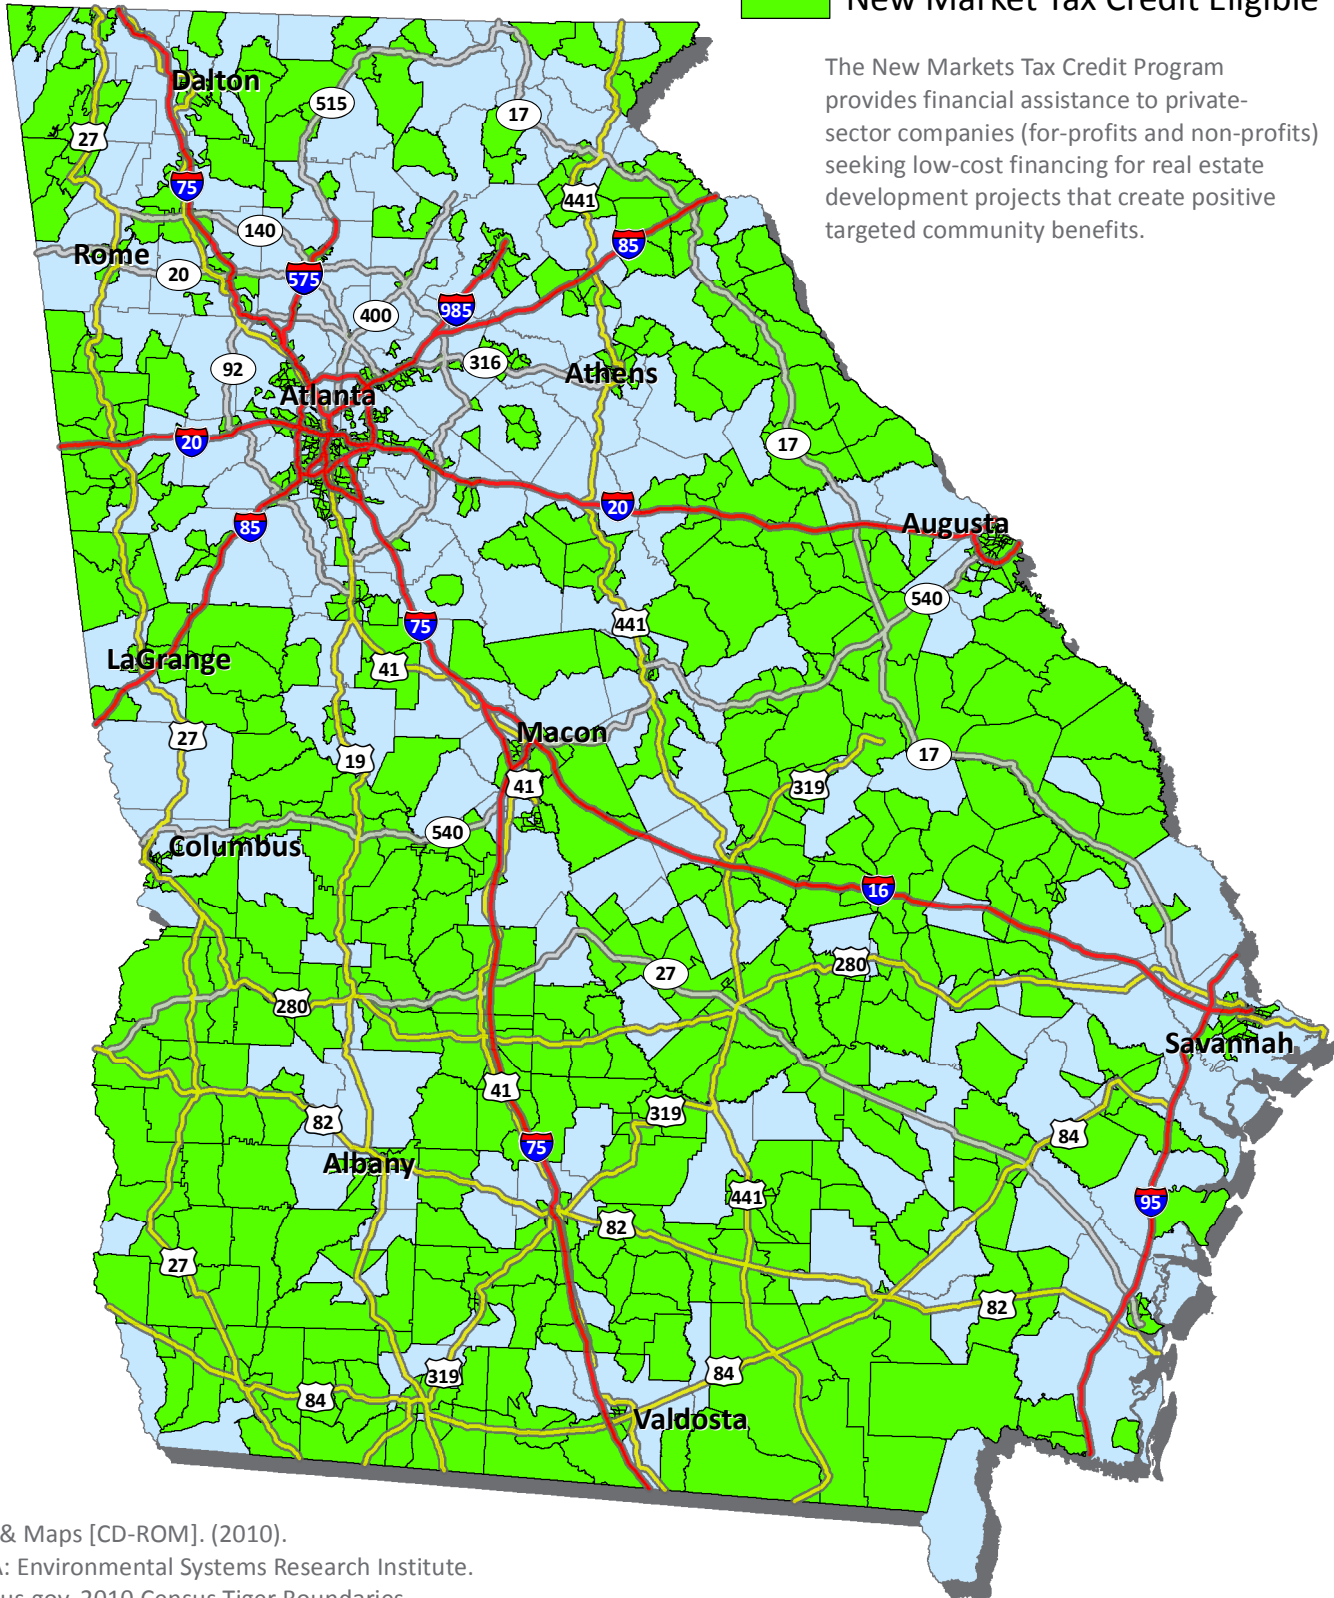 New Market Tax Credit Eligible
The New Markets Tax Credit Program
provides financial assistance to private-
sector companies (for-profits and non-profits)
seeking low-cost financing for real estate
development projects that create positive
targeted community benefits.
Dalton
515
17
27
75
441
140
85
Rome
20
575
400
985
92
316
Athens
Atlanta
20
17
85
20
Augusta
540
75
441
LaGrange
41
27
Macon
19
17
41
319
540
Columbus
16
27
280
280
Savannah
41
82
319
84
75
Albany
441
95
82
27
82
319
84
84
Valdosta
& Maps [CD-ROM]. (2010).
: Environmental Systems Research Institute.
.gov, 2010 Census Tiger Boundaries